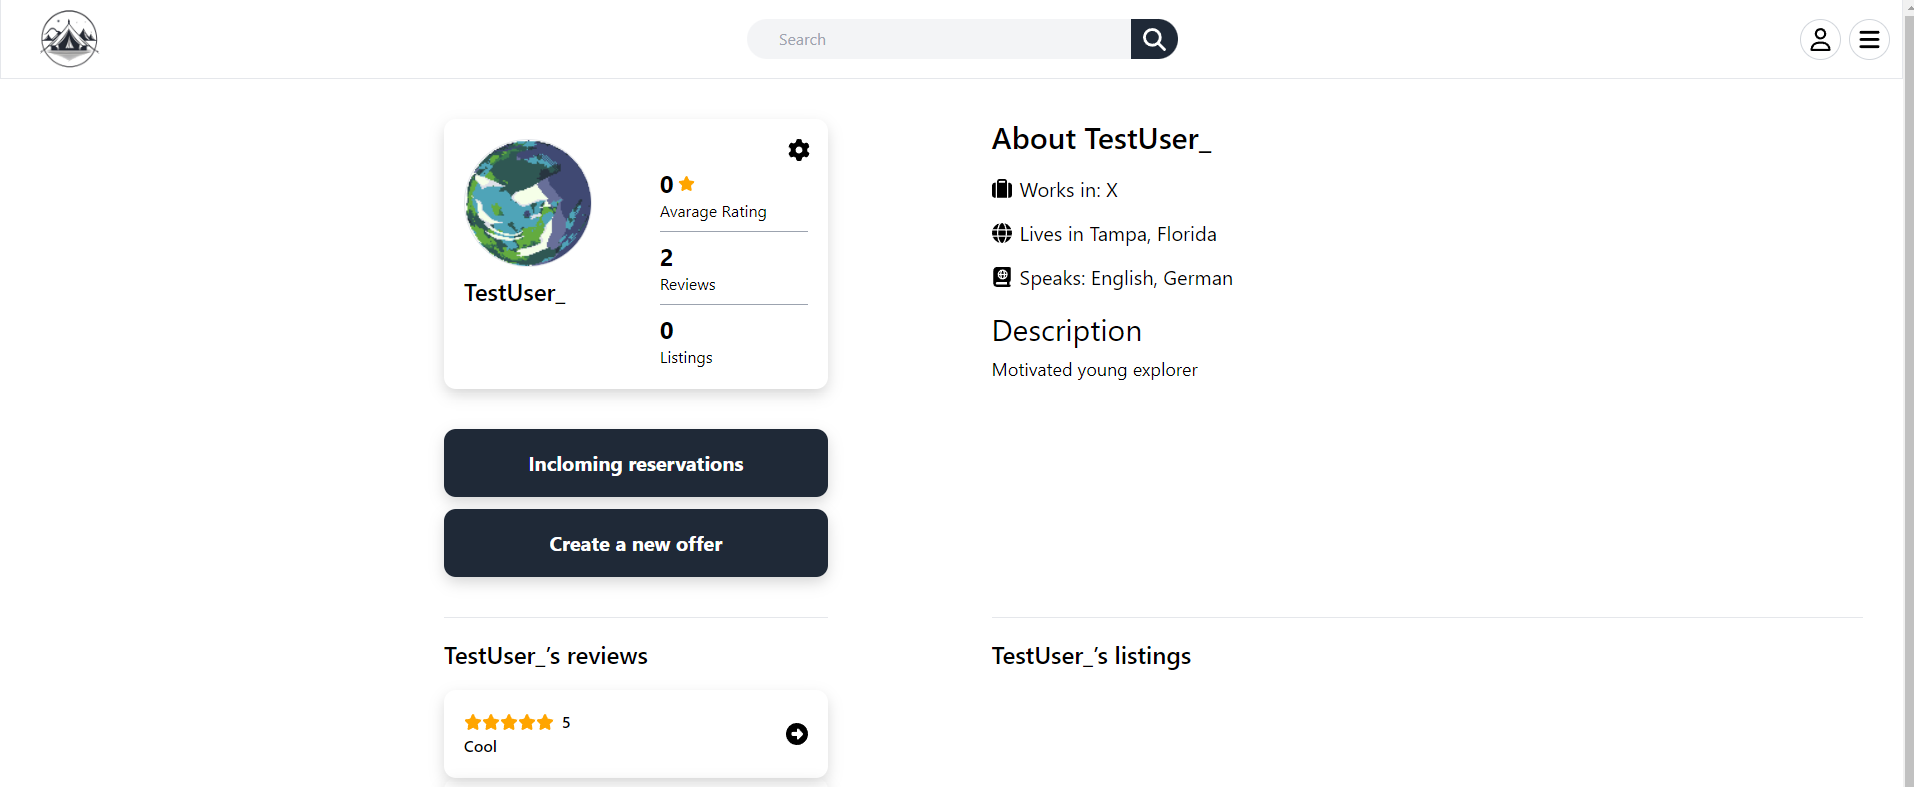 Search
0
Avarage Rating
2
Reviews
0
Listings
TestUser_
Incloming reservations
Create a new offer
TestUser_’s reviews
5
Cool
About TestUser_
Works in: X
Lives in Tampa, Florida
Speaks: English, German
Description
Motivated young explorer
TestUser_’s listings